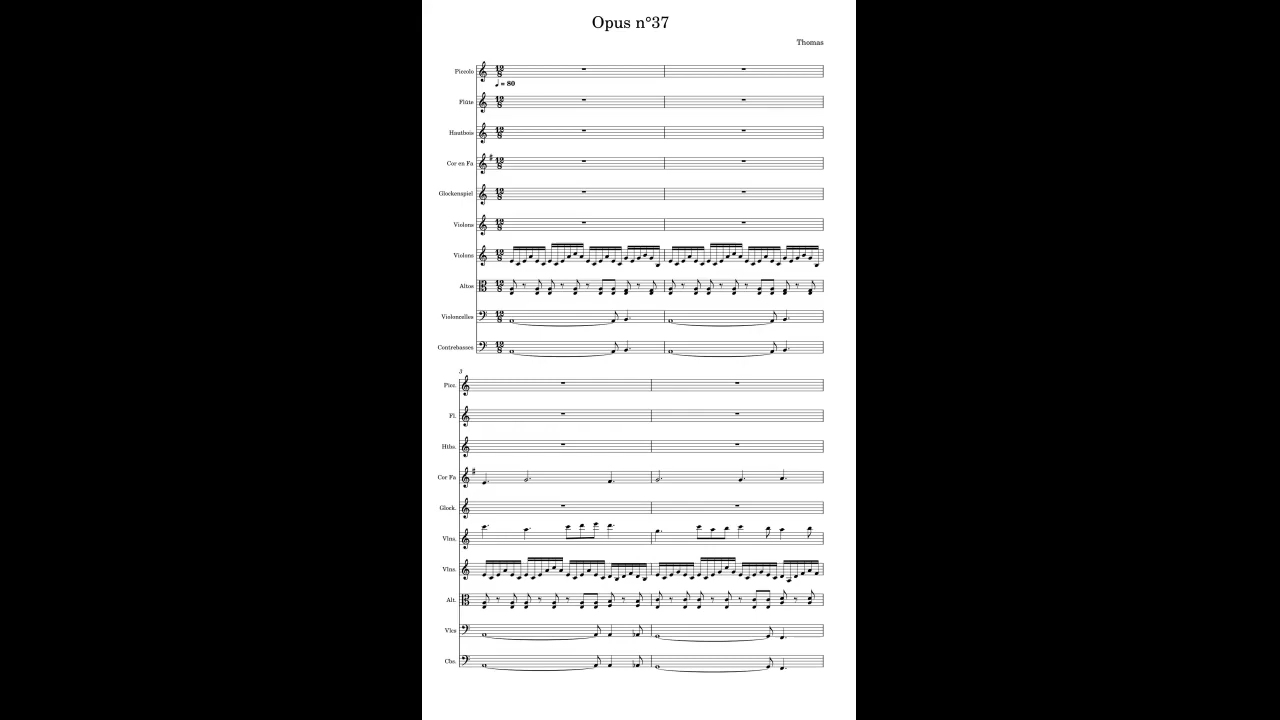 Opus n°37
Thomas
Piccolo
♩ = 80
Flûte
Hautbois
Cor en Fa
Glockenspiel
Violons
Violons
Altos
Violoncelles
Contrebasses
3
Picc.
Fl.
Htbs.
Cor Fa
Glock.
Vlns.
Vlns.
Alt.
Vlcs
Cbs.